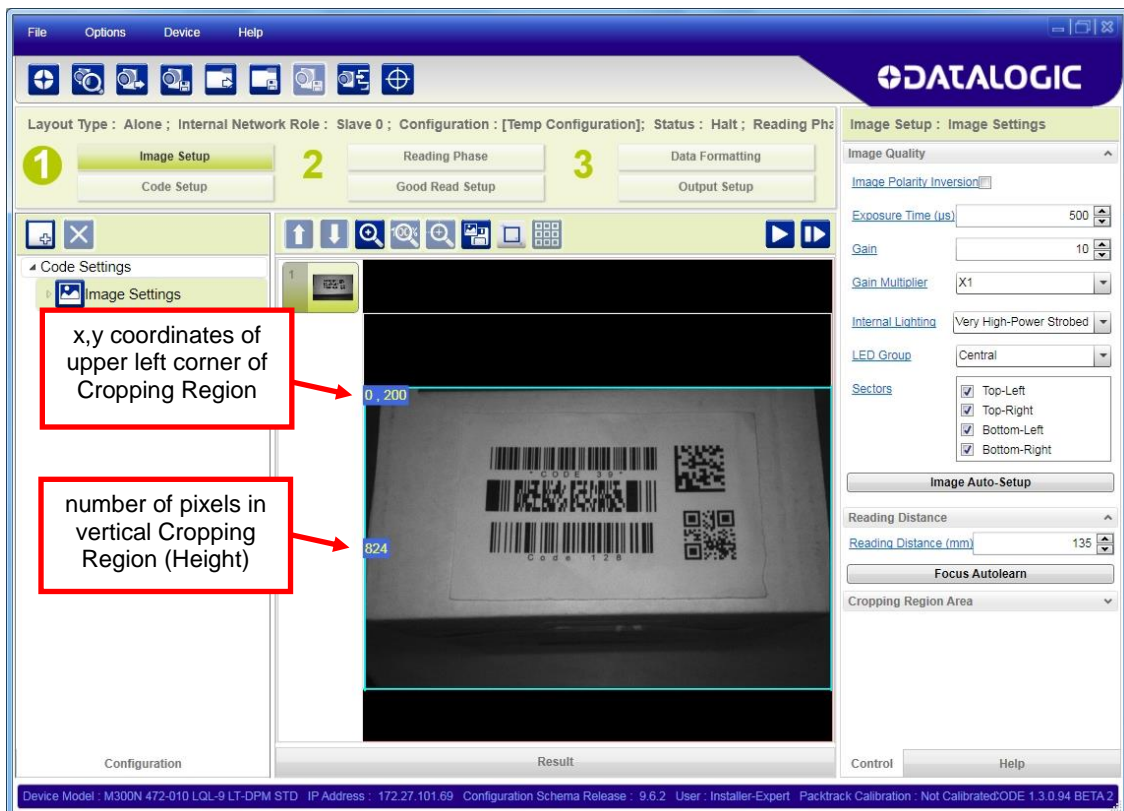 File Options Device Help
DATALOGIC
Layout Type : Alone ; Internal Network Role : Slave 0 ; Configuration : [Temp Configuration]; Status : Halt ; Reading Pha
Image Setup : Image Settings
1 Image Setup 2 Reading Phase 3 Data Formatting
Code Setup Good Read Setup Output Setup
Code Settings
Image Settings
1
100%
x,y coordinates of
upper left corner of
Cropping Region
0 , 200
number of pixels in
vertical Cropping
Region (Height)
824
*CODE 39*
Code 128
Image Quality
Image Polarity Inversion
Exposure Time (µs) 500
Gain 10
Gain Multiplier X1
Internal Lighting Very High-Power Strobed
LED Group Central
Sectors Top-Left
Top-Right
Bottom-Left
Bottom-Right
Image Auto-Setup
Reading Distance
Reading Distance (mm) 135
Focus Autolearn
Cropping Region Area
Configuration Result Control Help
Device Model : M300N 472-010 LQL-9 LT-DPM STD IP Address : 172.27.101.69 Configuration Schema Release : 9.6.2 User : Installer-Expert Packtrack Calibration : Not Calibrated:ODE 1.3.0.94 BETA 2